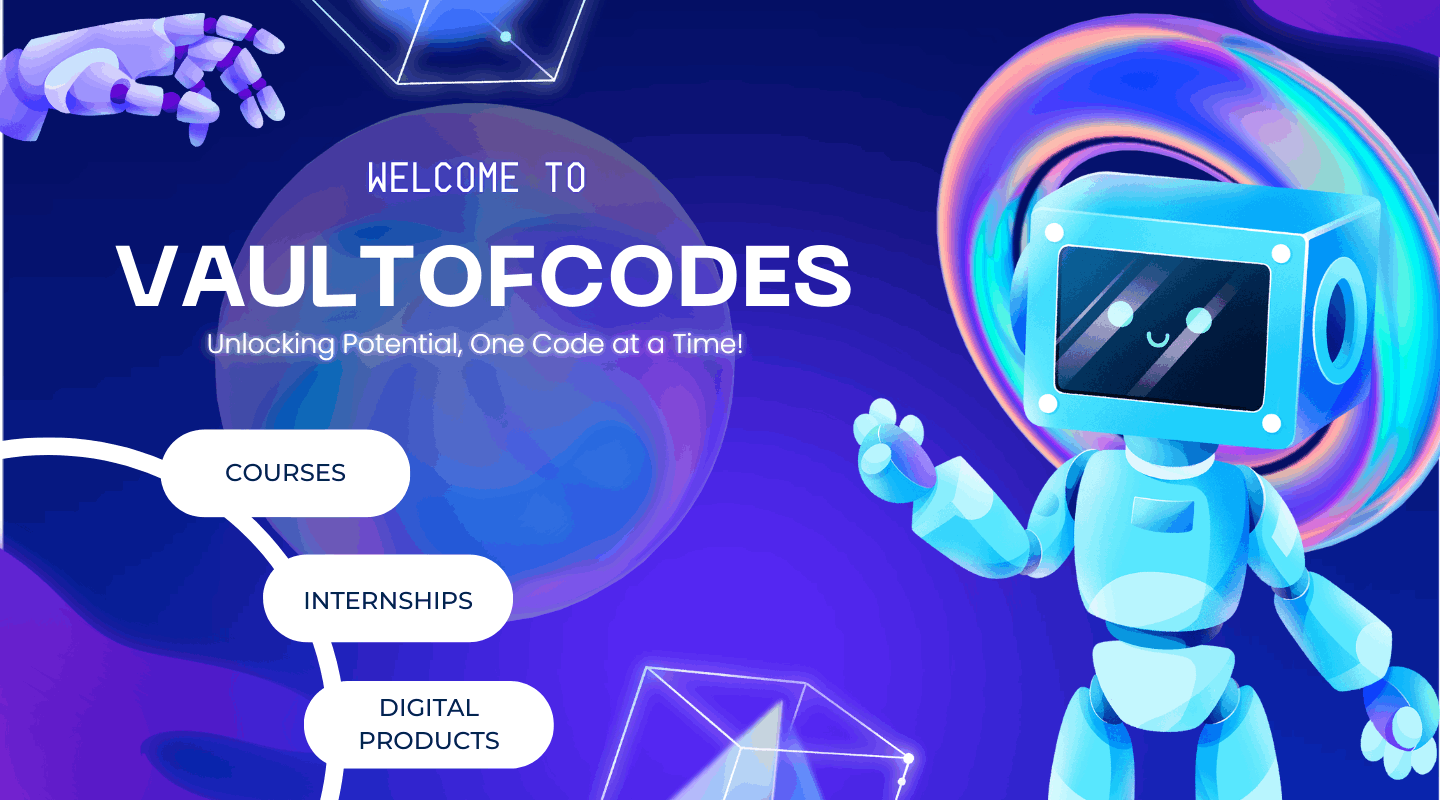 WELCOME TO
VAULTOFCODES
Unlocking Potential, One Code at a Time!
COURSES
INTERNSHIPS
DIGITAL
PRODUCTS